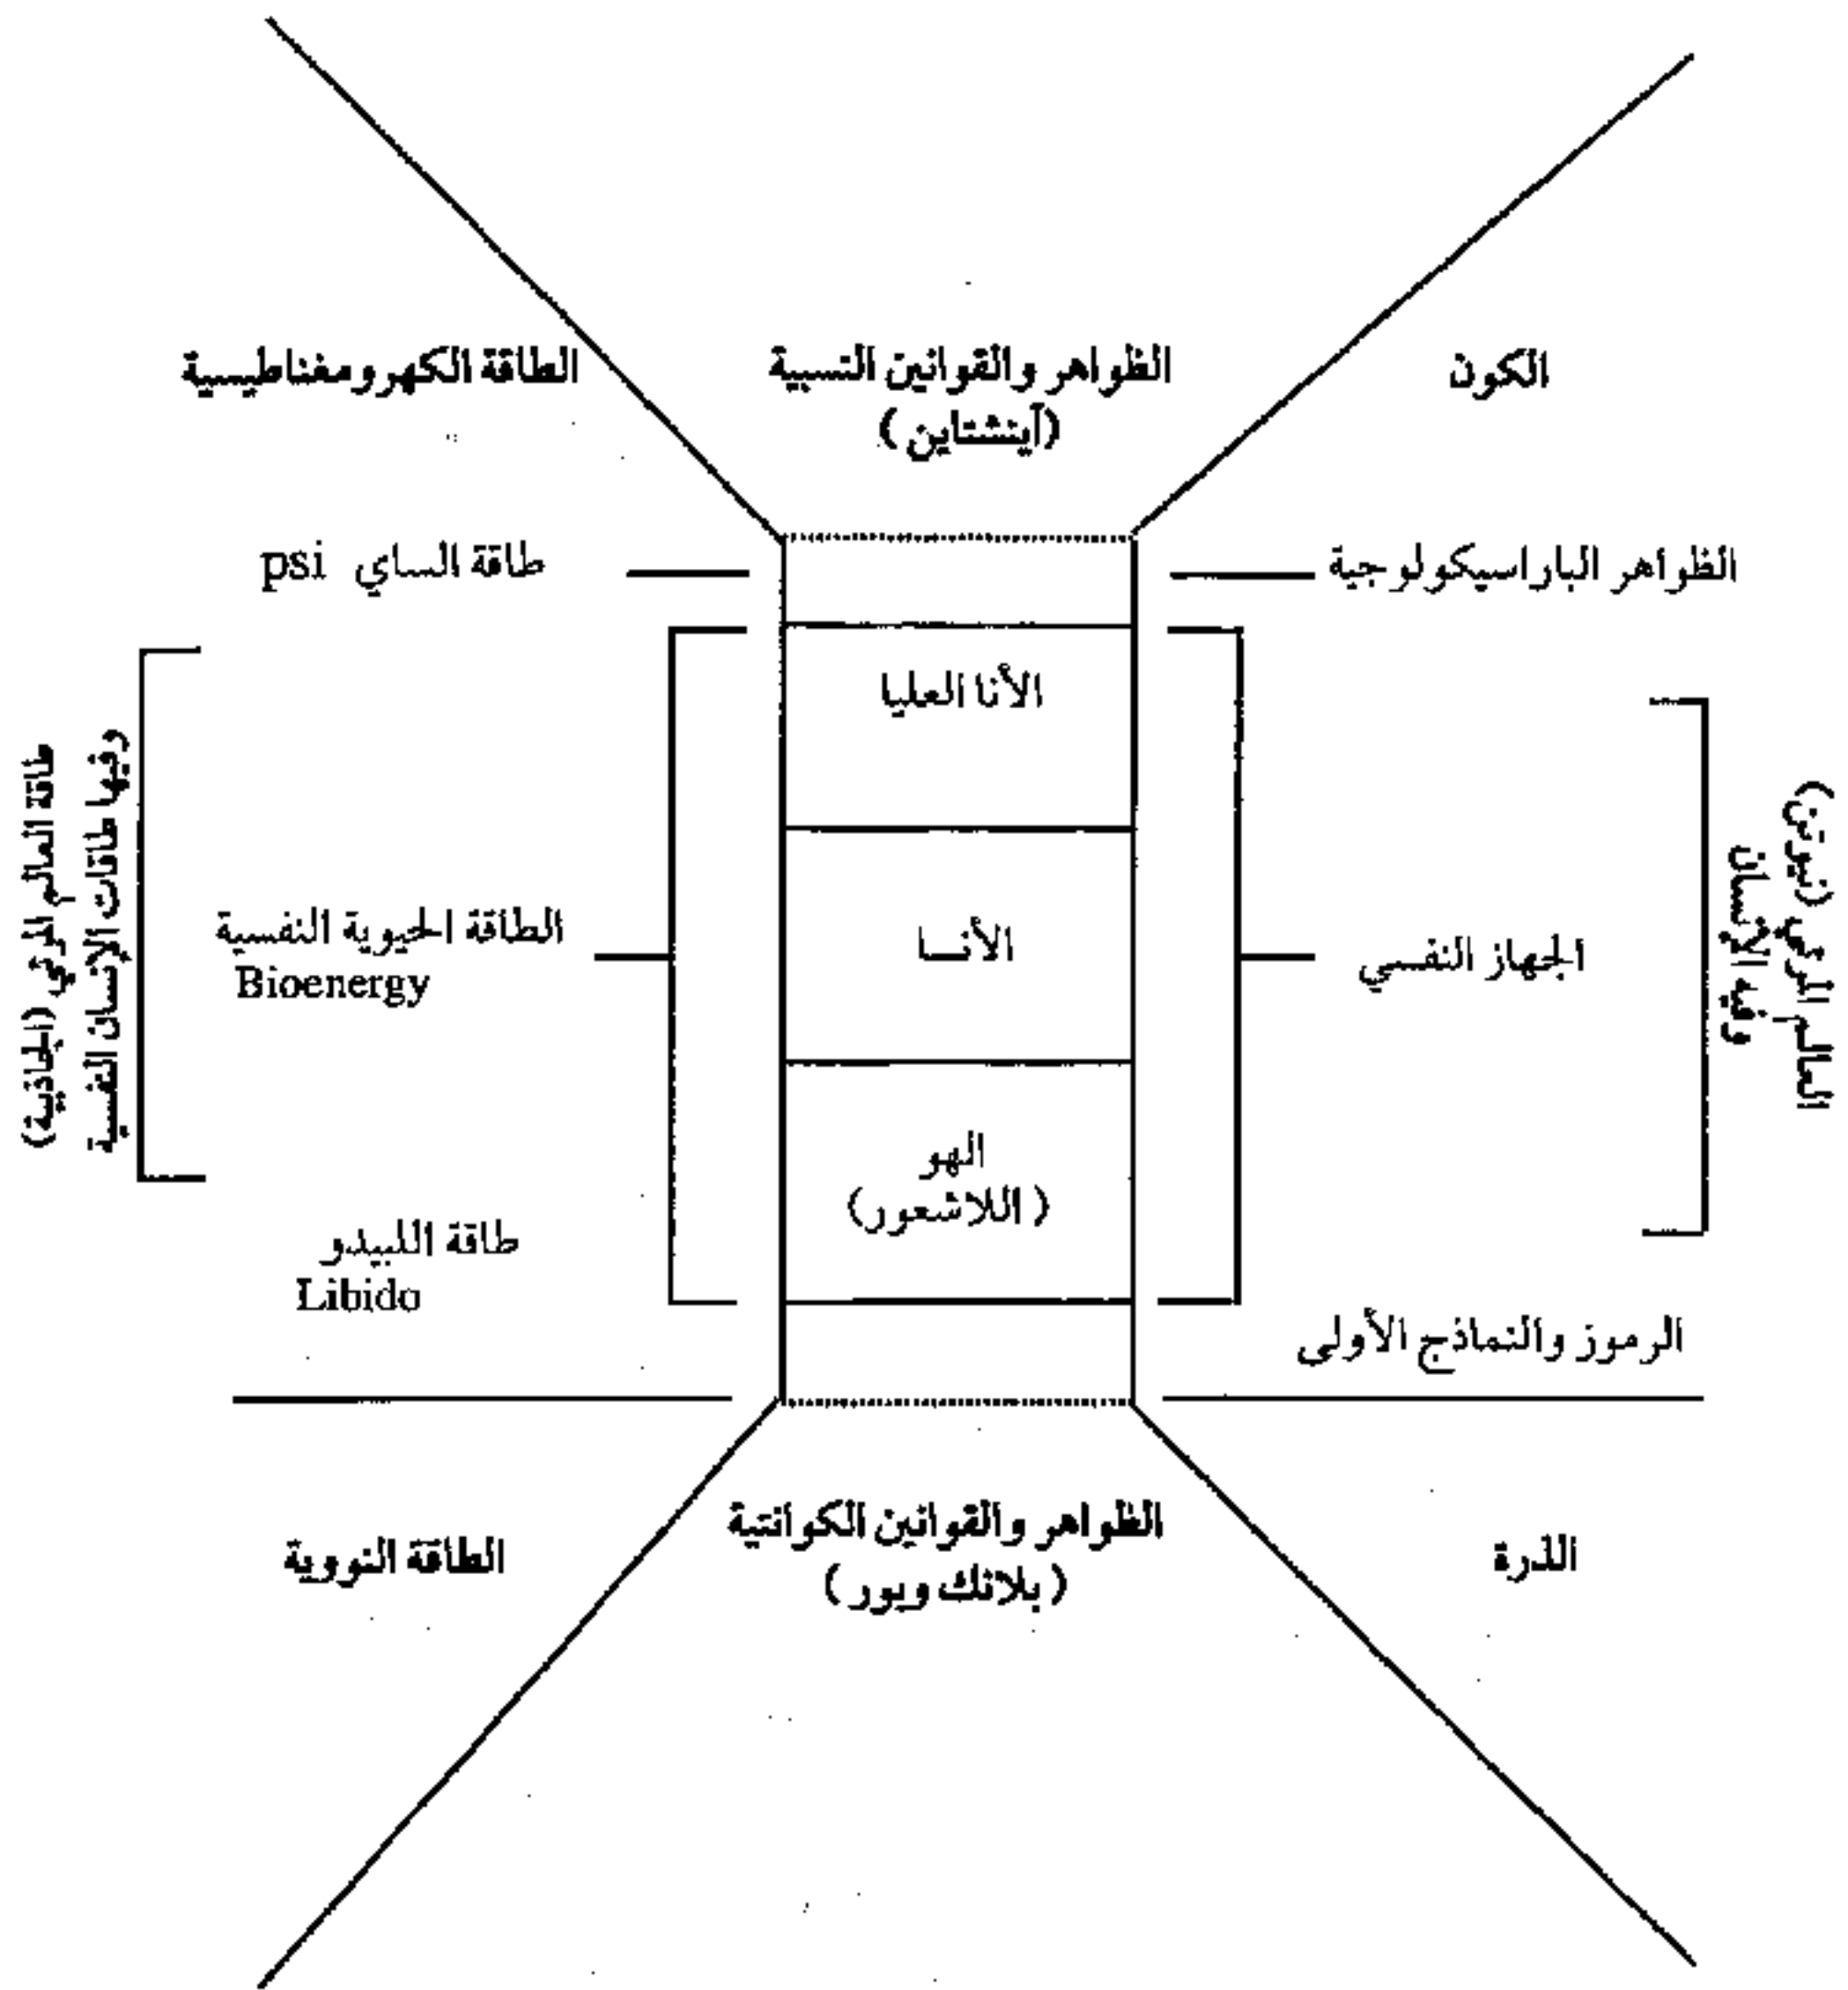 الكون
الظواهر والقوانين النسبية
(آينشتاين)
الطاقة الكهرومغناطيسية
الظواهر الباراسيكولوجية
طاقة الساي psi
الأنا العليا
العالم المرئي (نيوتن)
وفيه الإنسان
الجهاز النفسي
الأنــا
الطاقة الحيوية النفسية
Bioenergy
طاقة العالم المرئي (الجاذبية)
وفيها طاقات الإنسان النفسية
الهو
(اللاشعور)
طاقة اللبيدو
Libido
الرموز والنماذج الأولى
الذرة
الظواهر والقوانين الكوانتية
(بلانك وبور)
الطاقة النووية